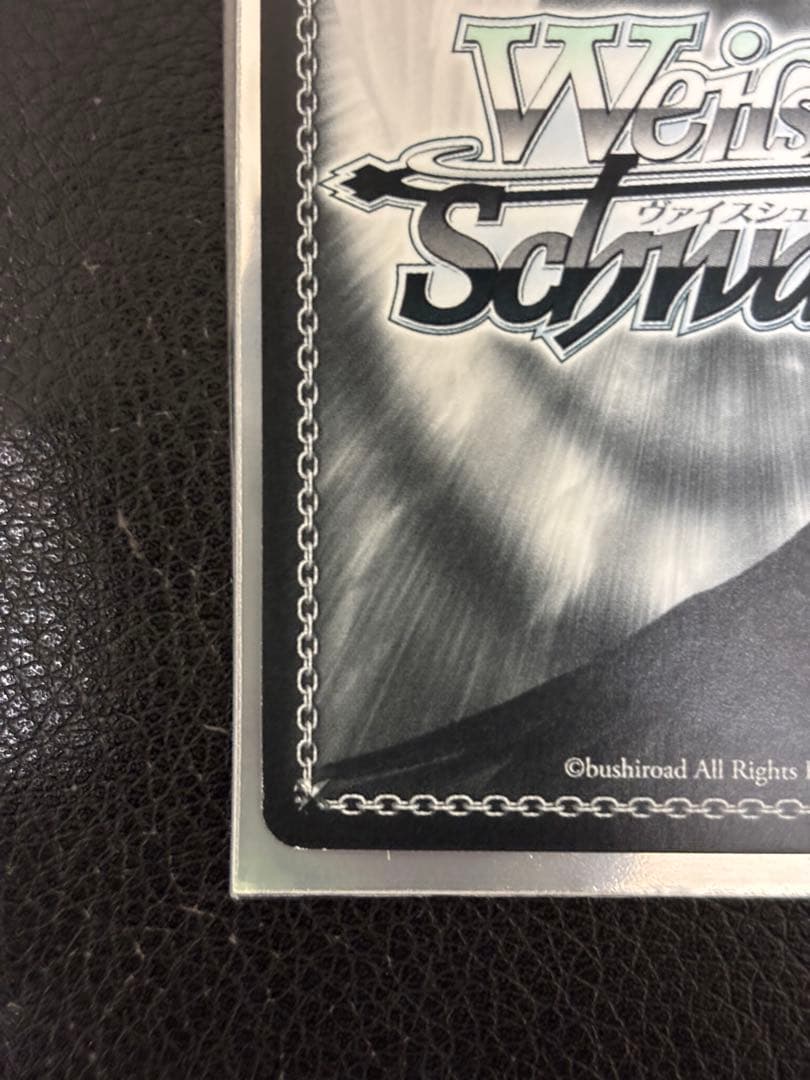 Weiß
ヴァイスシュ
Schwa
©bushiroad All Rights